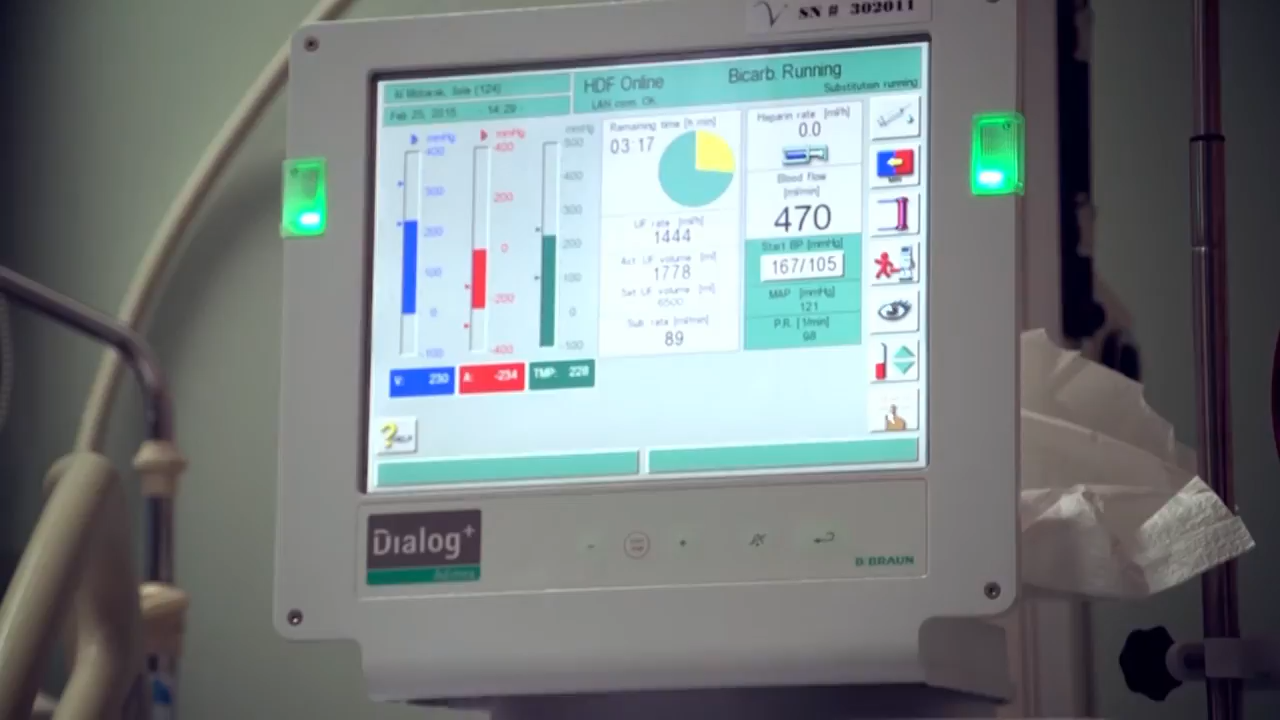 SN # 302011
HDF Online
Bicarb. Running
Substitution running
LAN com. OK
(124)
Feb 25, 2015 14:29
mmHg
400
300
200
100
0
-100
mmHg
400
200
0
-200
-400
mmHg
500
400
300
200
100
0
-100
Remaining time [h:min]
03:17
UF rate [ml/h]
1444
Act. UF volume [ml]
1778
Set UF volume [ml]
6500
Sub. rate [ml/min]
89
Heparin rate [ml/h]
0.0
Blood flow
[ml/min]
470
Start BP [mmHg]
167/105
MAP [mmHg]
121
P.R. [1/min]
98
V: 230
A: -234
TMP: 228
MIN
? HELP
Dialog+
B BRAUN